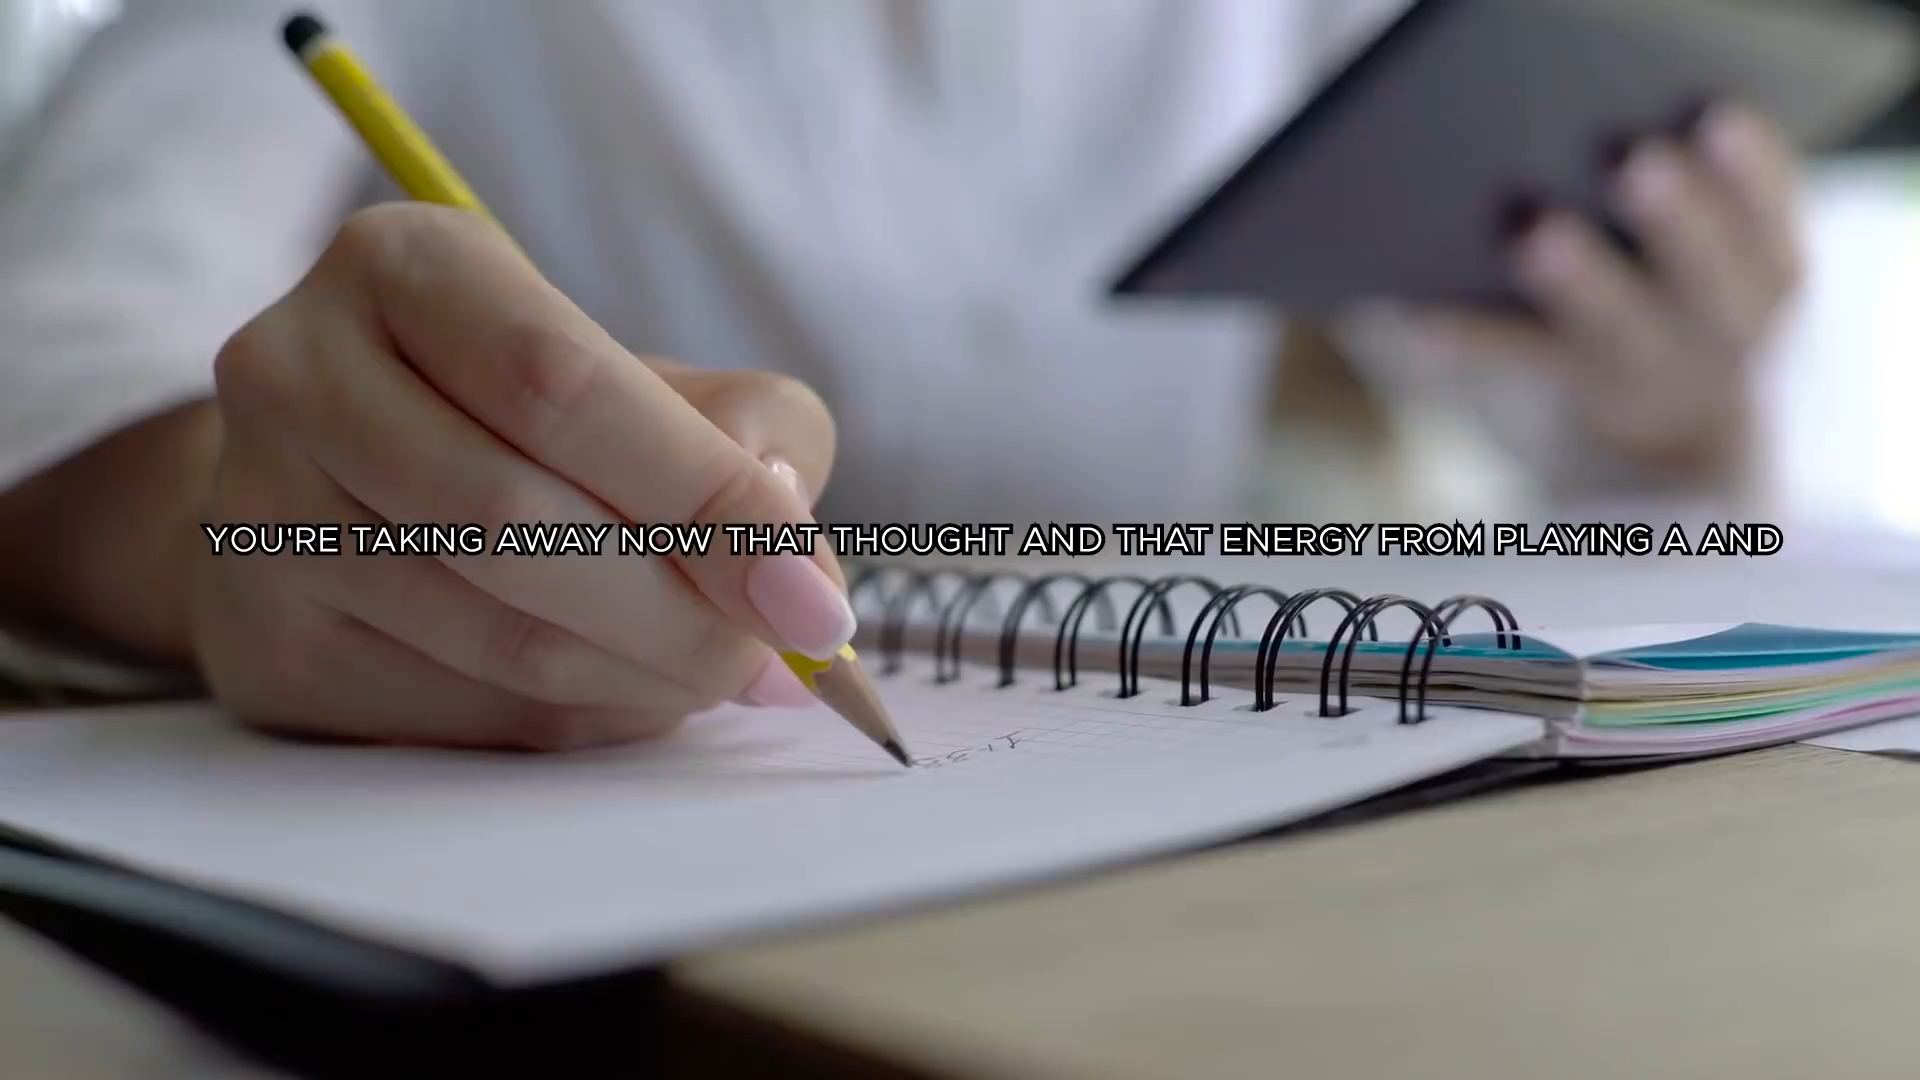 YOU'RE TAKING AWAY NOW THAT THOUGHT AND THAT ENERGY FROM PLAYING A AND